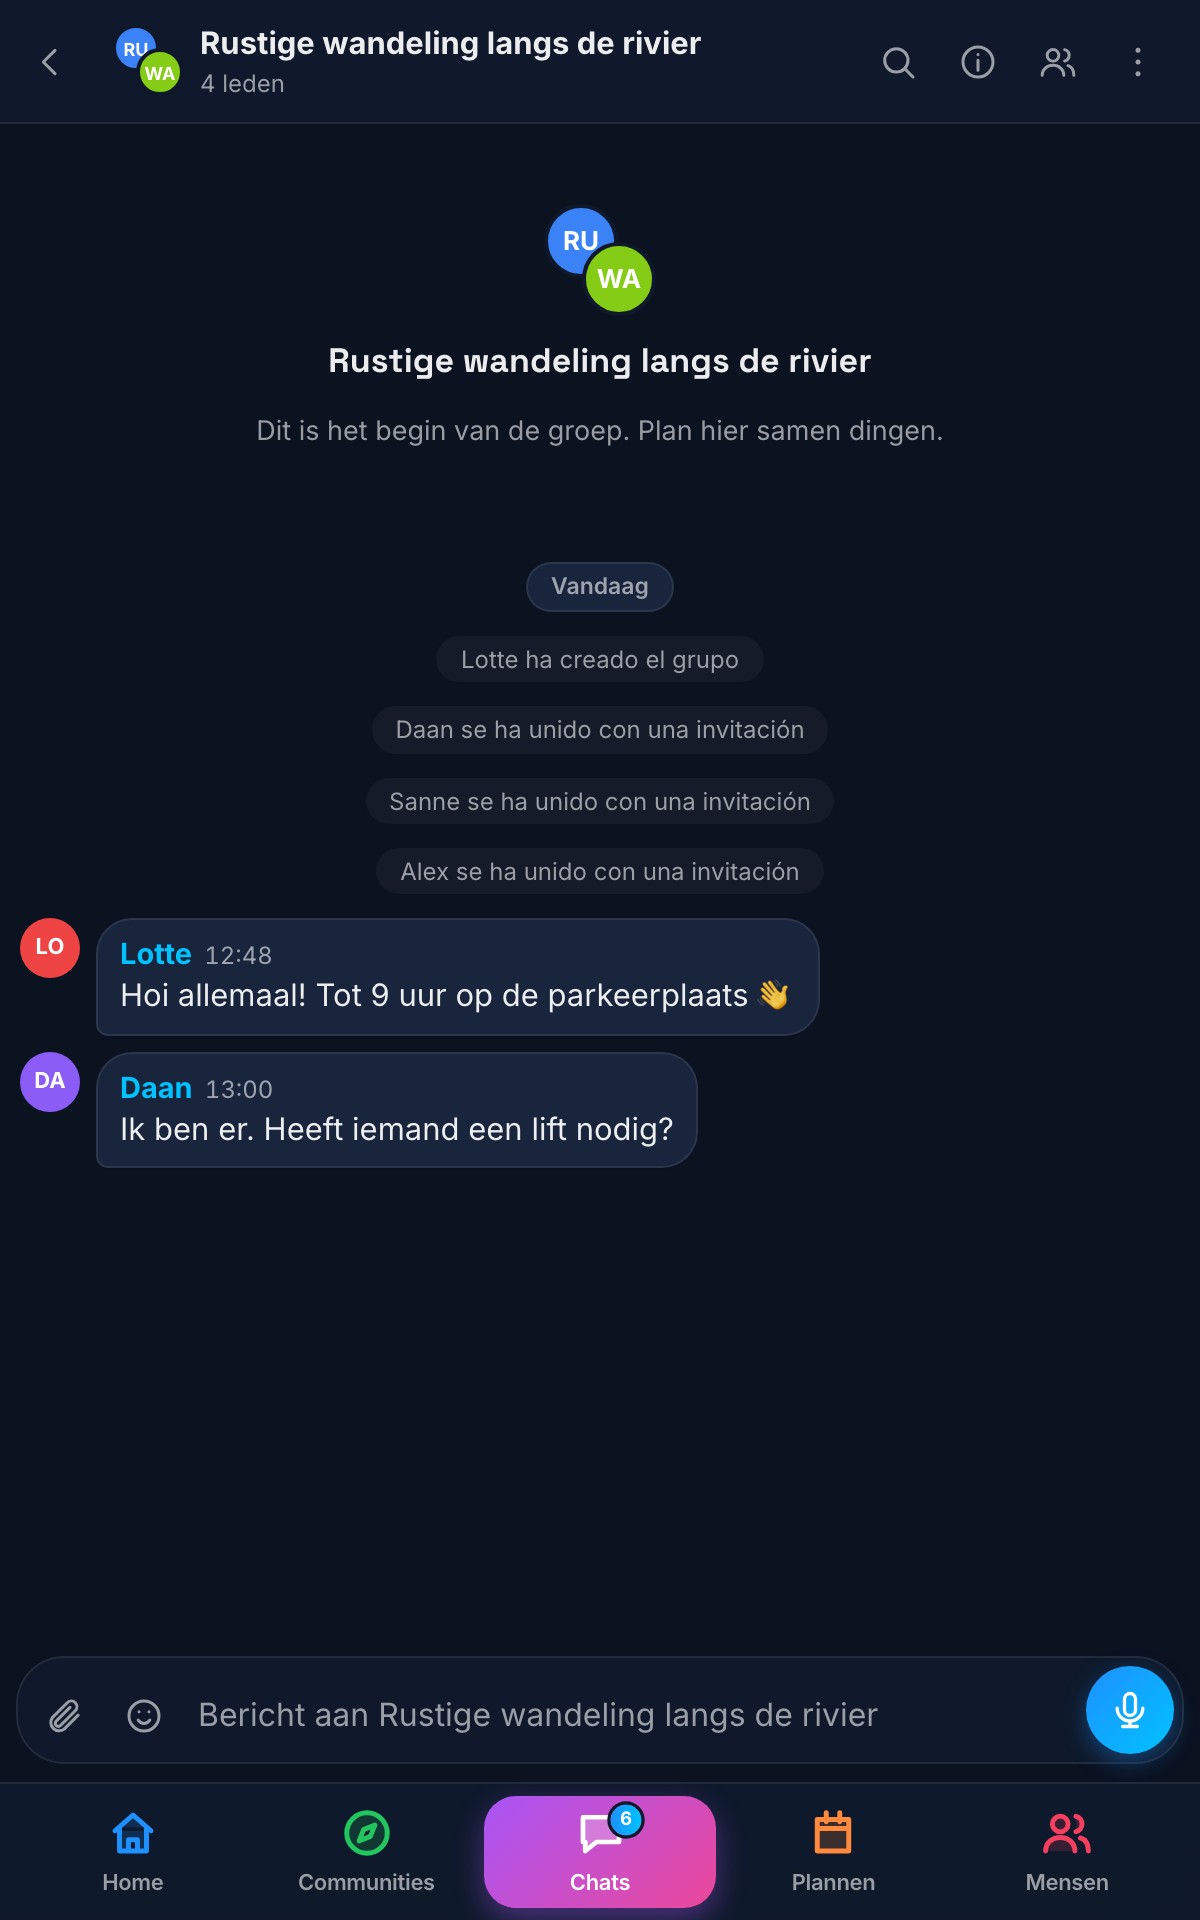 RU
WA
Rustige wandeling langs de rivier
4 leden
RU
WA
Rustige wandeling langs de rivier
Dit is het begin van de groep. Plan hier samen dingen.
Vandaag
Lotte ha creado el grupo
Daan se ha unido con una invitación
Sanne se ha unido con una invitación
Alex se ha unido con una invitación
LO
Lotte 12:48
Hoi allemaal! Tot 9 uur op de parkeerplaats 👋
DA
Daan 13:00
Ik ben er. Heeft iemand een lift nodig?
Bericht aan Rustige wandeling langs de rivier
6
Home
Communities
Chats
Plannen
Mensen